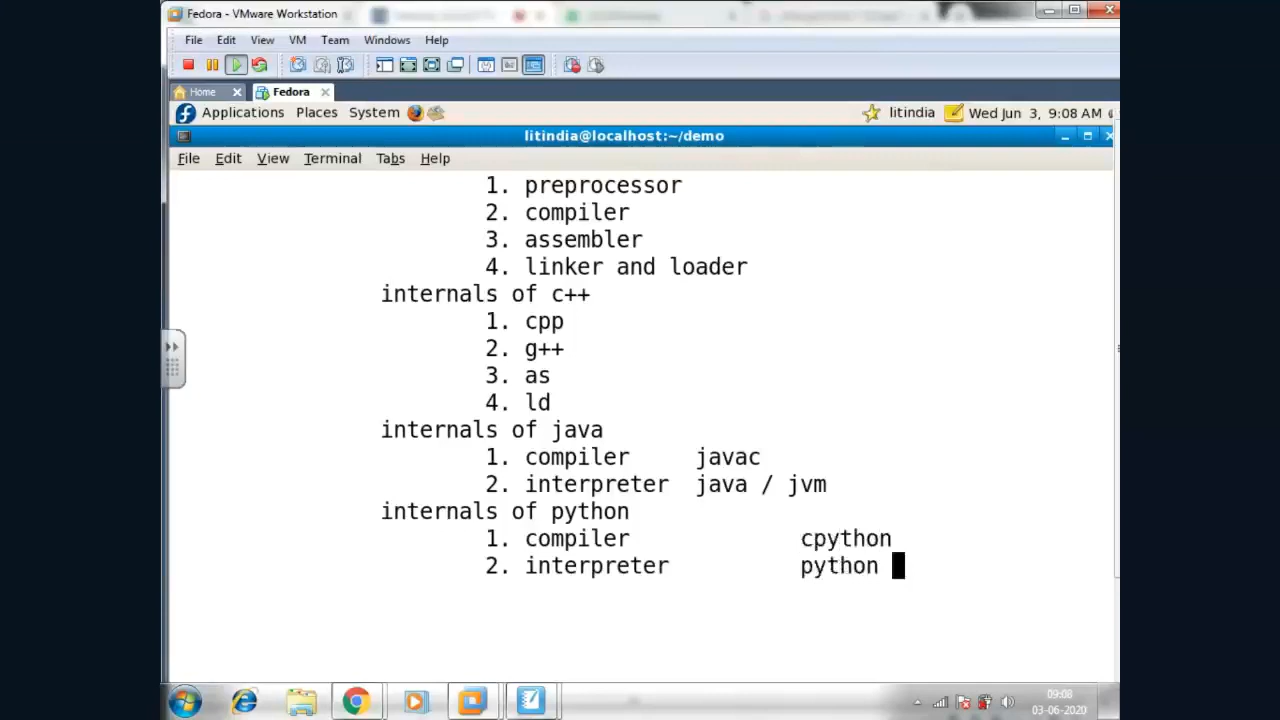 Fedora - VMware Workstation
File Edit View VM Team Windows Help
Home Fedora
Applications Places System litindia Wed Jun 3, 9:08 AM
litindia@localhost:~/demo
File Edit View Terminal Tabs Help
1. preprocessor
2. compiler
3. assembler
4. linker and loader
internals of c++
1. cpp
2. g++
3. as
4. ld
internals of java
1. compiler javac
2. interpreter java / jvm
internals of python
1. compiler cpython
2. interpreter python
09:08
03-06-2020